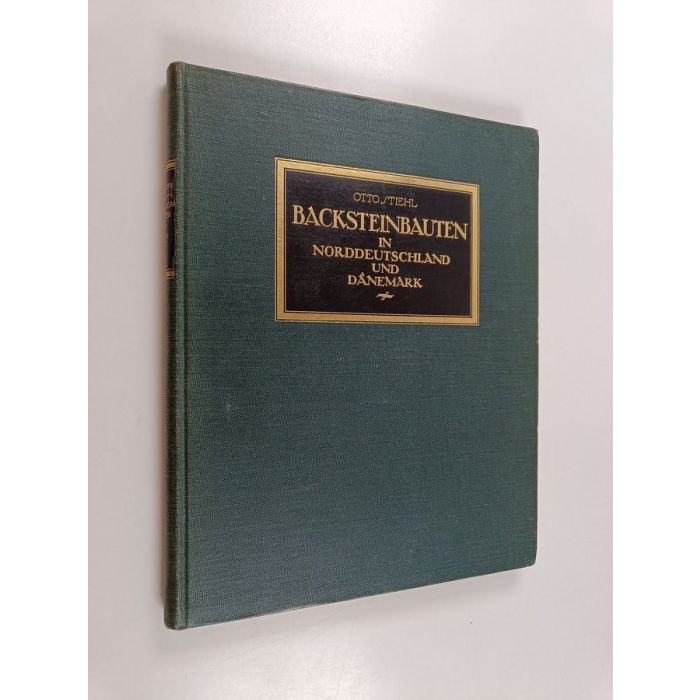 OTTO STIEHL
BACKSTEINBAUTEN
IN
NORDDEUTSCHLAND
UND
DÄNEMARK